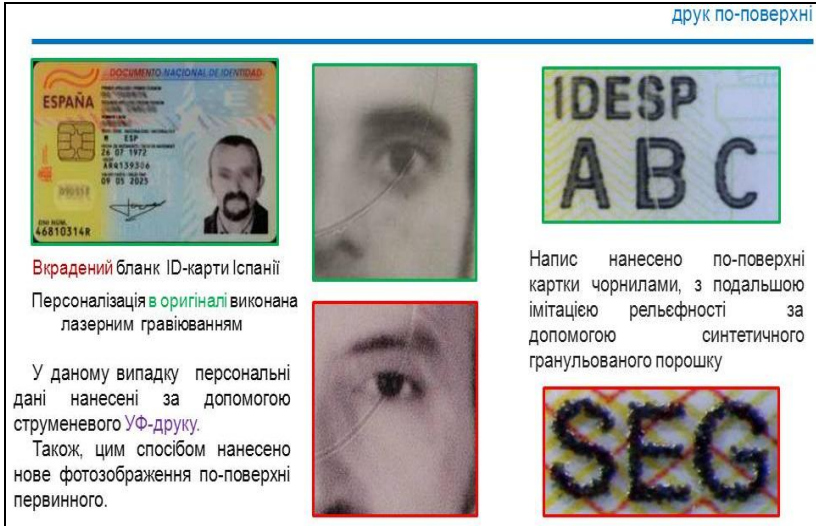 друк по-поверхні
DOCUMENTO NACIONAL DE IDENTIDAD
ESPAÑA
ESP
26 07 1972
09 05 2025
DNI NÚM.
46810314R
Вкрадений бланк ID-карти Іспанії
Персоналізація в оригіналі виконана
лазерним гравіюванням
У даному випадку персональні
дані нанесені за допомогою
струменевого УФ-друку.
Також, цим способом нанесено
нове фотозображення по-поверхні
первинного.
IDESP
ABC
Напис нанесено по-поверхні
картки чорнилами, з подальшою
імітацією рельєфності за
допомогою синтетичного
гранульованого порошку
SEG